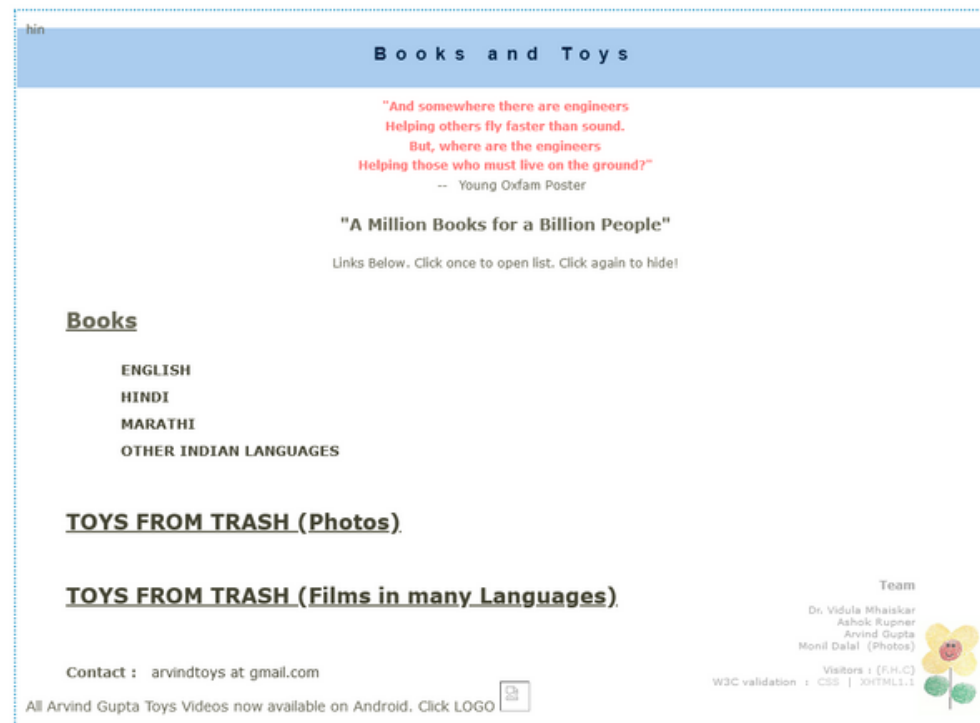 hin
Books and Toys
"And somewhere there are engineers
Helping others fly faster than sound.
But, where are the engineers
Helping those who must live on the ground?"
-- Young Oxfam Poster
"A Million Books for a Billion People"
Links Below. Click once to open list. Click again to hide!
Books
ENGLISH
HINDI
MARATHI
OTHER INDIAN LANGUAGES
TOYS FROM TRASH (Photos)
TOYS FROM TRASH (Films in many Languages)
Team
Dr. Vidula Mhaiskar
Ashok Rupner
Arvind Gupta
Monil Dalal (Photos)
Visitors : (F.H.C)
W3C validation : CSS | XHTML1.1
Contact : arvindtoys at gmail.com
All Arvind Gupta Toys Videos now available on Android. Click LOGO